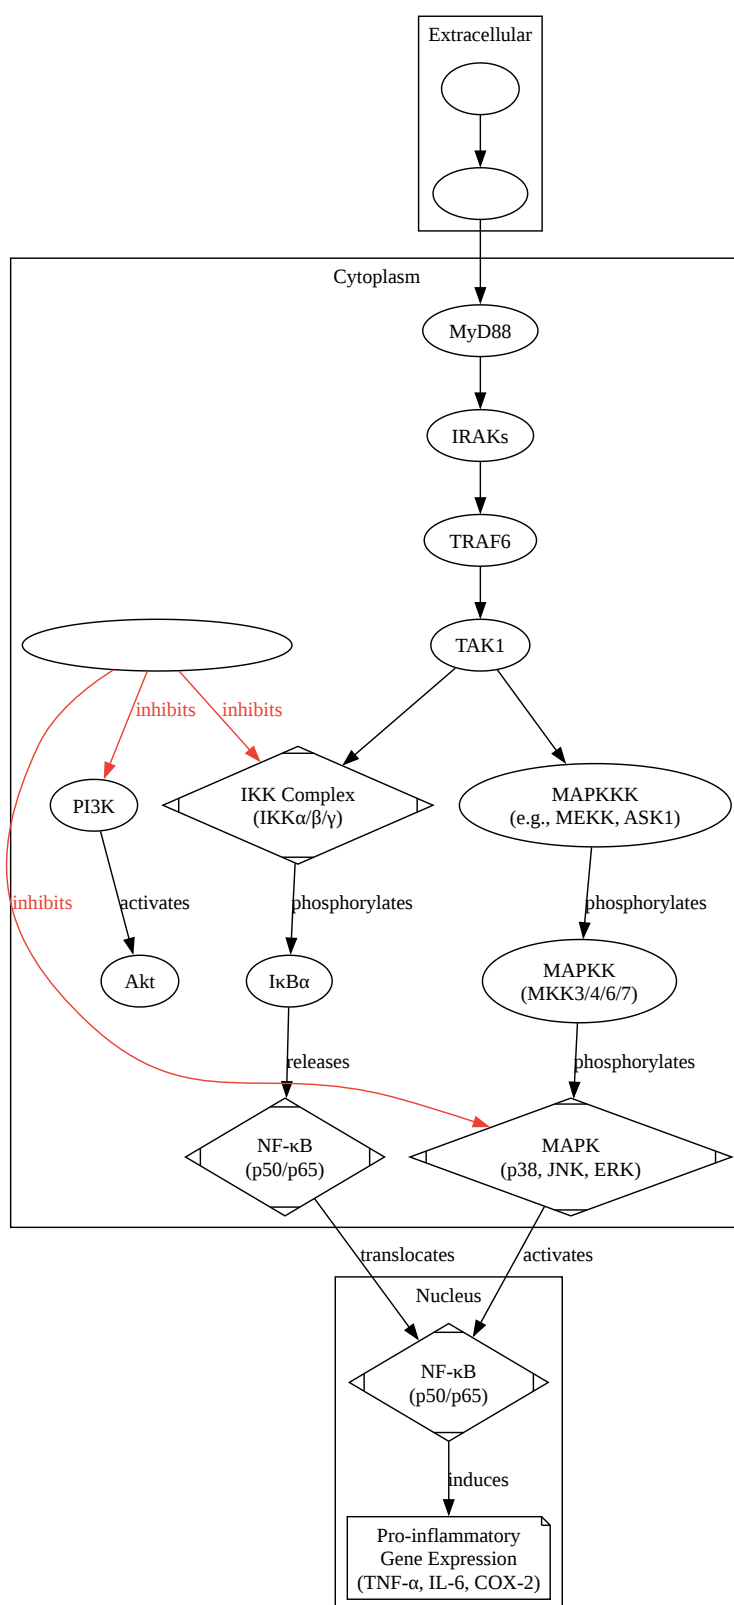 Extracellular
Cytoplasm
MyD88
IRAKs
TRAF6
TAK1
inhibits
inhibits
PI3K
IKK Complex
(IKKα/β/γ)
MAPKKK
(e.g., MEKK, ASK1)
inhibits
activates
phosphorylates
phosphorylates
Akt
IκBα
MAPKK
(MKK3/4/6/7)
releases
phosphorylates
NF-κB
(p50/p65)
MAPK
(p38, JNK, ERK)
translocates
activates
Nucleus
NF-κB
(p50/p65)
induces
Pro-inflammatory
Gene Expression
(TNF-α, IL-6, COX-2)